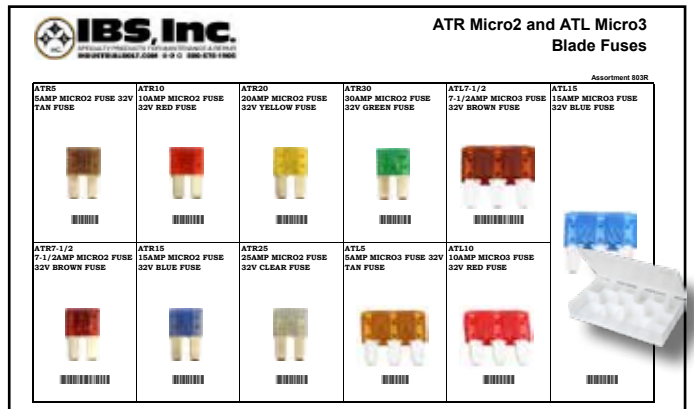 IBS, Inc.
SPECIALTY PRODUCTS FOR MAINTENANCE & REPAIR
INDUSTRIALBOLT.COM
ATR Micro2 and ATL Micro3
Blade Fuses
Assortment 803R
ATR5
5AMP MICRO2 FUSE 32V
TAN FUSE
ATR10
10AMP MICRO2 FUSE
32V RED FUSE
ATR20
20AMP MICRO2 FUSE
32V YELLOW FUSE
ATR30
30AMP MICRO2 FUSE
32V GREEN FUSE
ATL7-1/2
7-1/2AMP MICRO3 FUSE
32V BROWN FUSE
ATL15
15AMP MICRO3 FUSE
32V BLUE FUSE
ATR7-1/2
7-1/2AMP MICRO2 FUSE
32V BROWN FUSE
ATR15
15AMP MICRO2 FUSE
32V BLUE FUSE
ATR25
25AMP MICRO2 FUSE
32V CLEAR FUSE
ATL5
5AMP MICRO3 FUSE 32V
TAN FUSE
ATL10
10AMP MICRO3 FUSE
32V RED FUSE